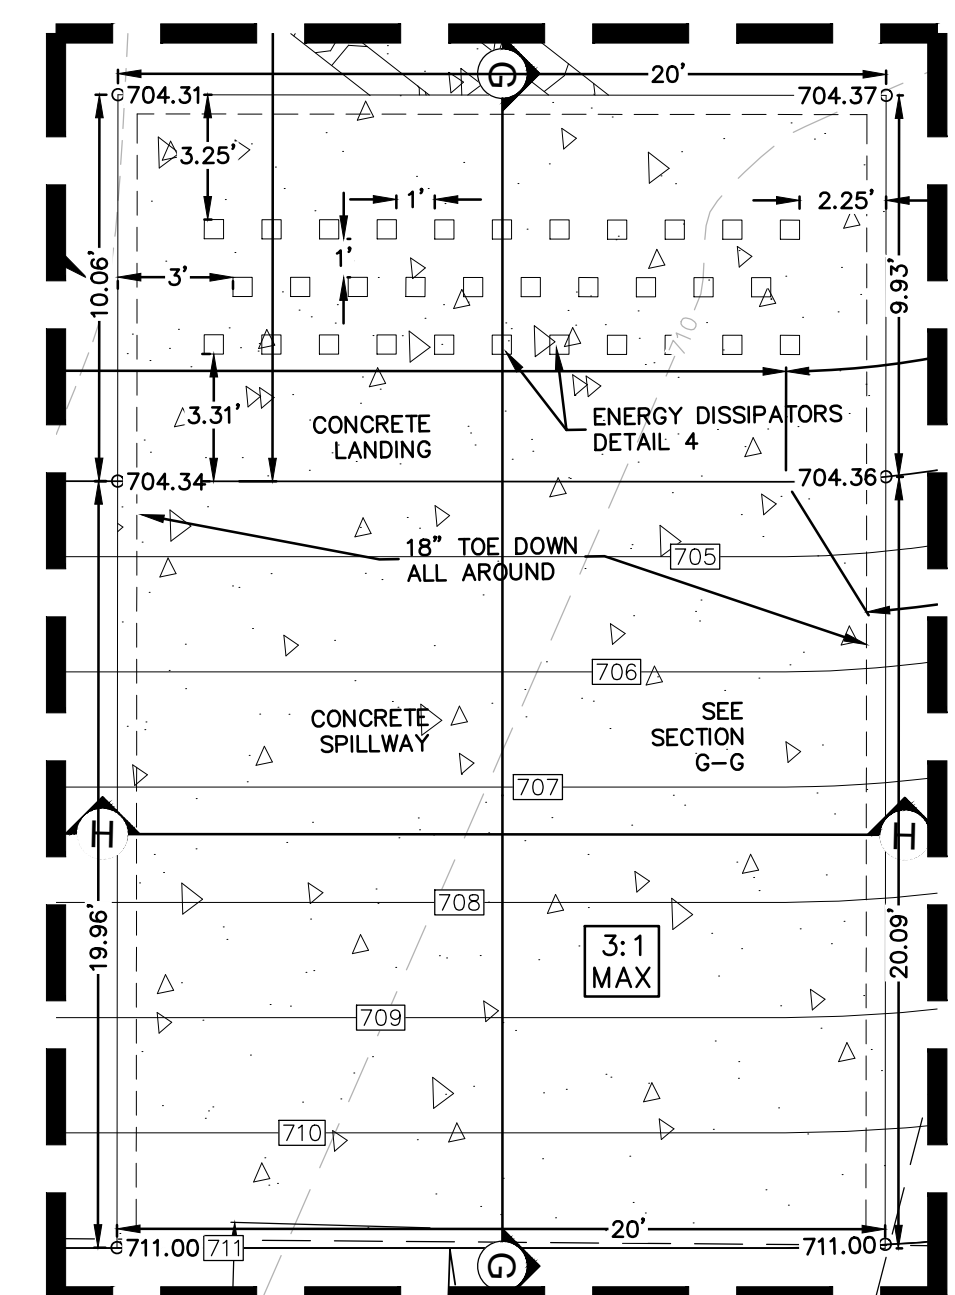 G
20'
704.31
704.37
3.25'
1'
2.25'
1'
3'
10.06'
9.93'
710
3.31'
CONCRETE
LANDING
ENERGY DISSIPATORS
DETAIL 4
704.34
704.36
18" TOE DOWN
ALL AROUND
705
706
CONCRETE
SPILLWAY
SEE
SECTION
G-G
707
H
H
708
19.96'
20.09'
3:1
MAX
709
710
20'
711.00
711
711.00
G